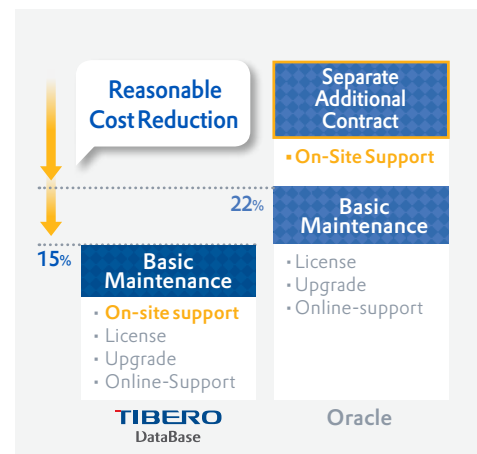 Reasonable
Cost Reduction
Separate
Additional
Contract
▪ On-Site Support
22%
Basic
Maintenance
· License
· Upgrade
· Online-support
15%
Basic
Maintenance
· On-site support
· License
· Upgrade
· Online-Support
TIBERO
DataBase
Oracle